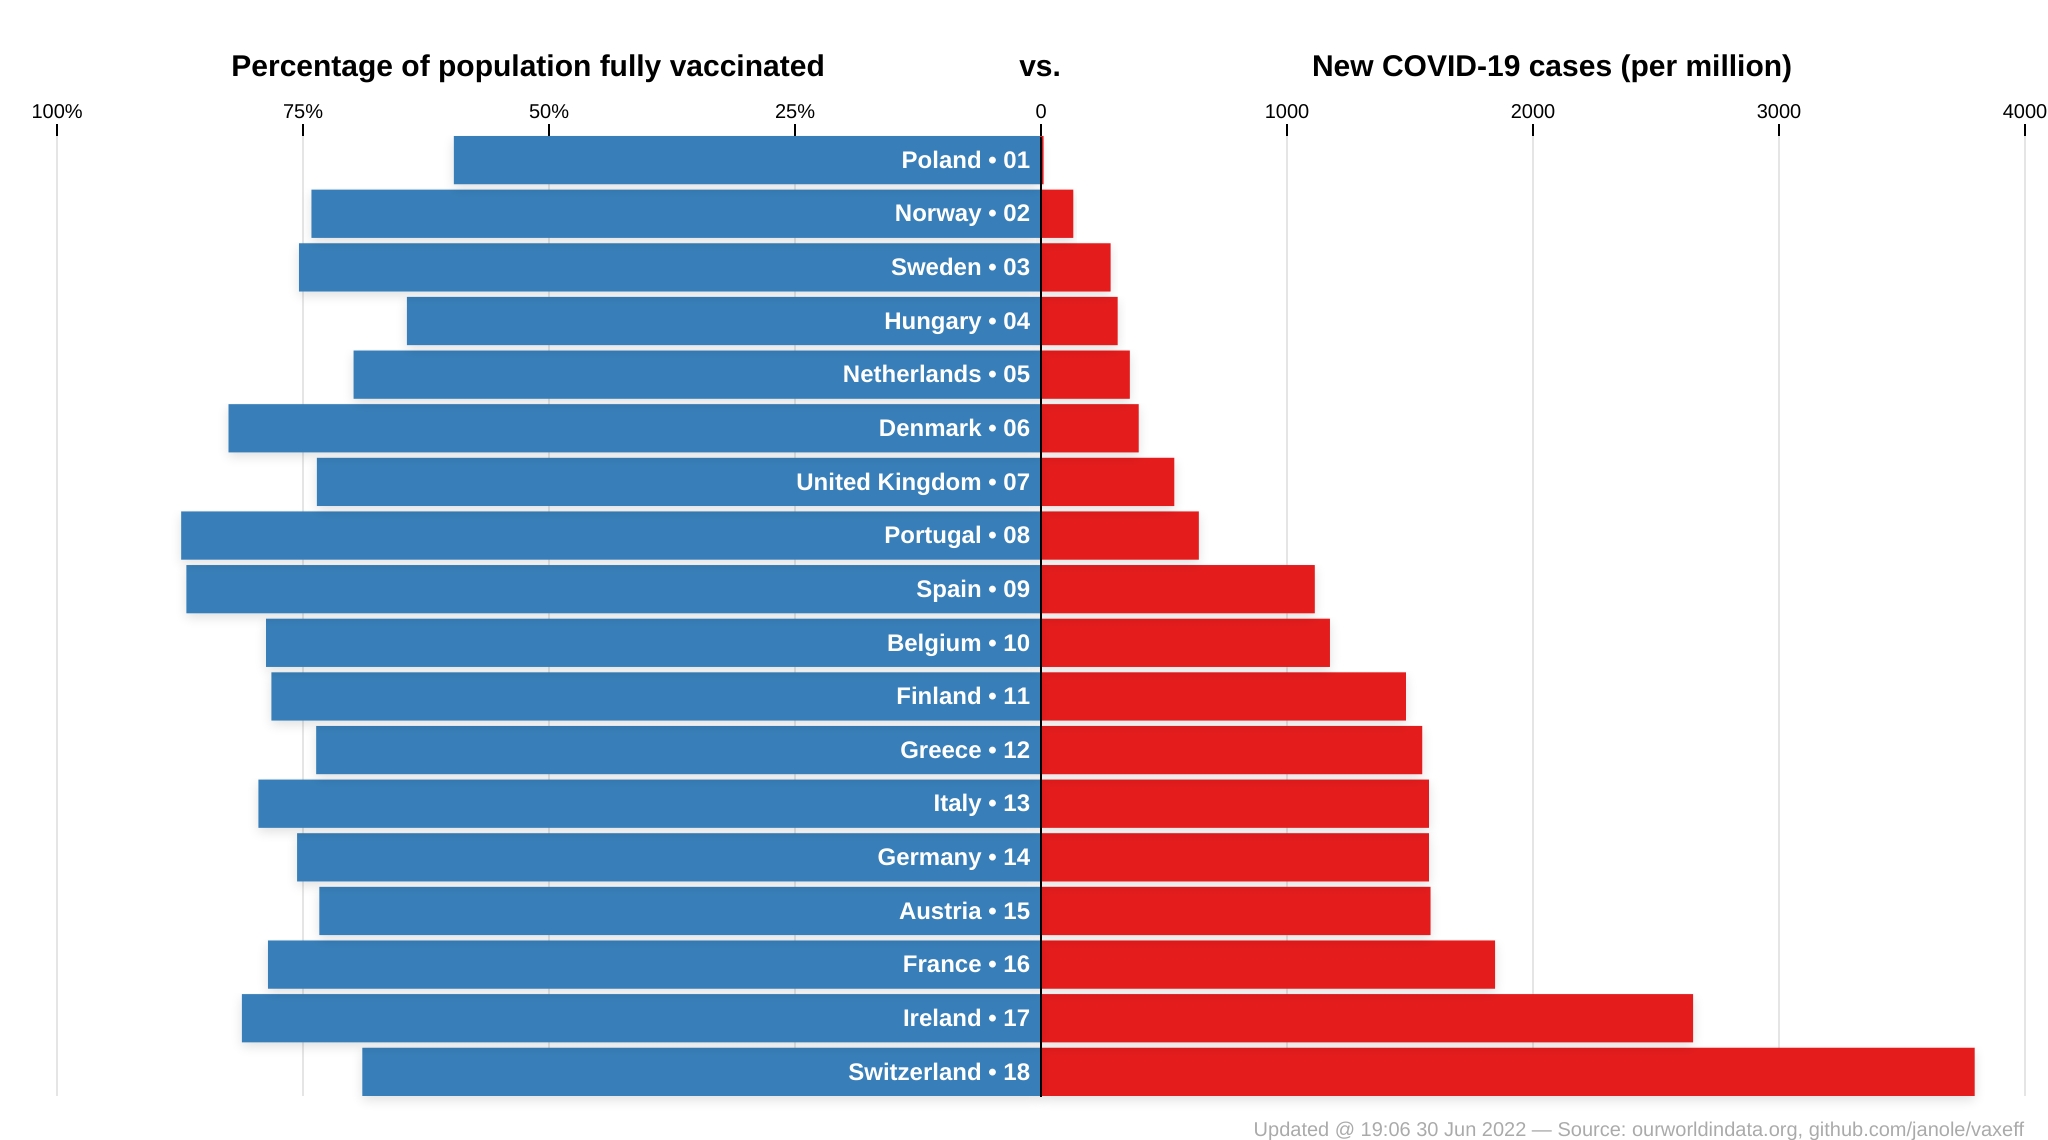 Percentage of population fully vaccinated vs. New COVID-19 cases (per million)
100% 75% 50% 25% 0 1000 2000 3000 4000
Poland • 01
Norway • 02
Sweden • 03
Hungary • 04
Netherlands • 05
Denmark • 06
United Kingdom • 07
Portugal • 08
Spain • 09
Belgium • 10
Finland • 11
Greece • 12
Italy • 13
Germany • 14
Austria • 15
France • 16
Ireland • 17
Switzerland • 18
Updated @ 19:06 30 Jun 2022 — Source: ourworldindata.org, github.com/janole/vaxeff